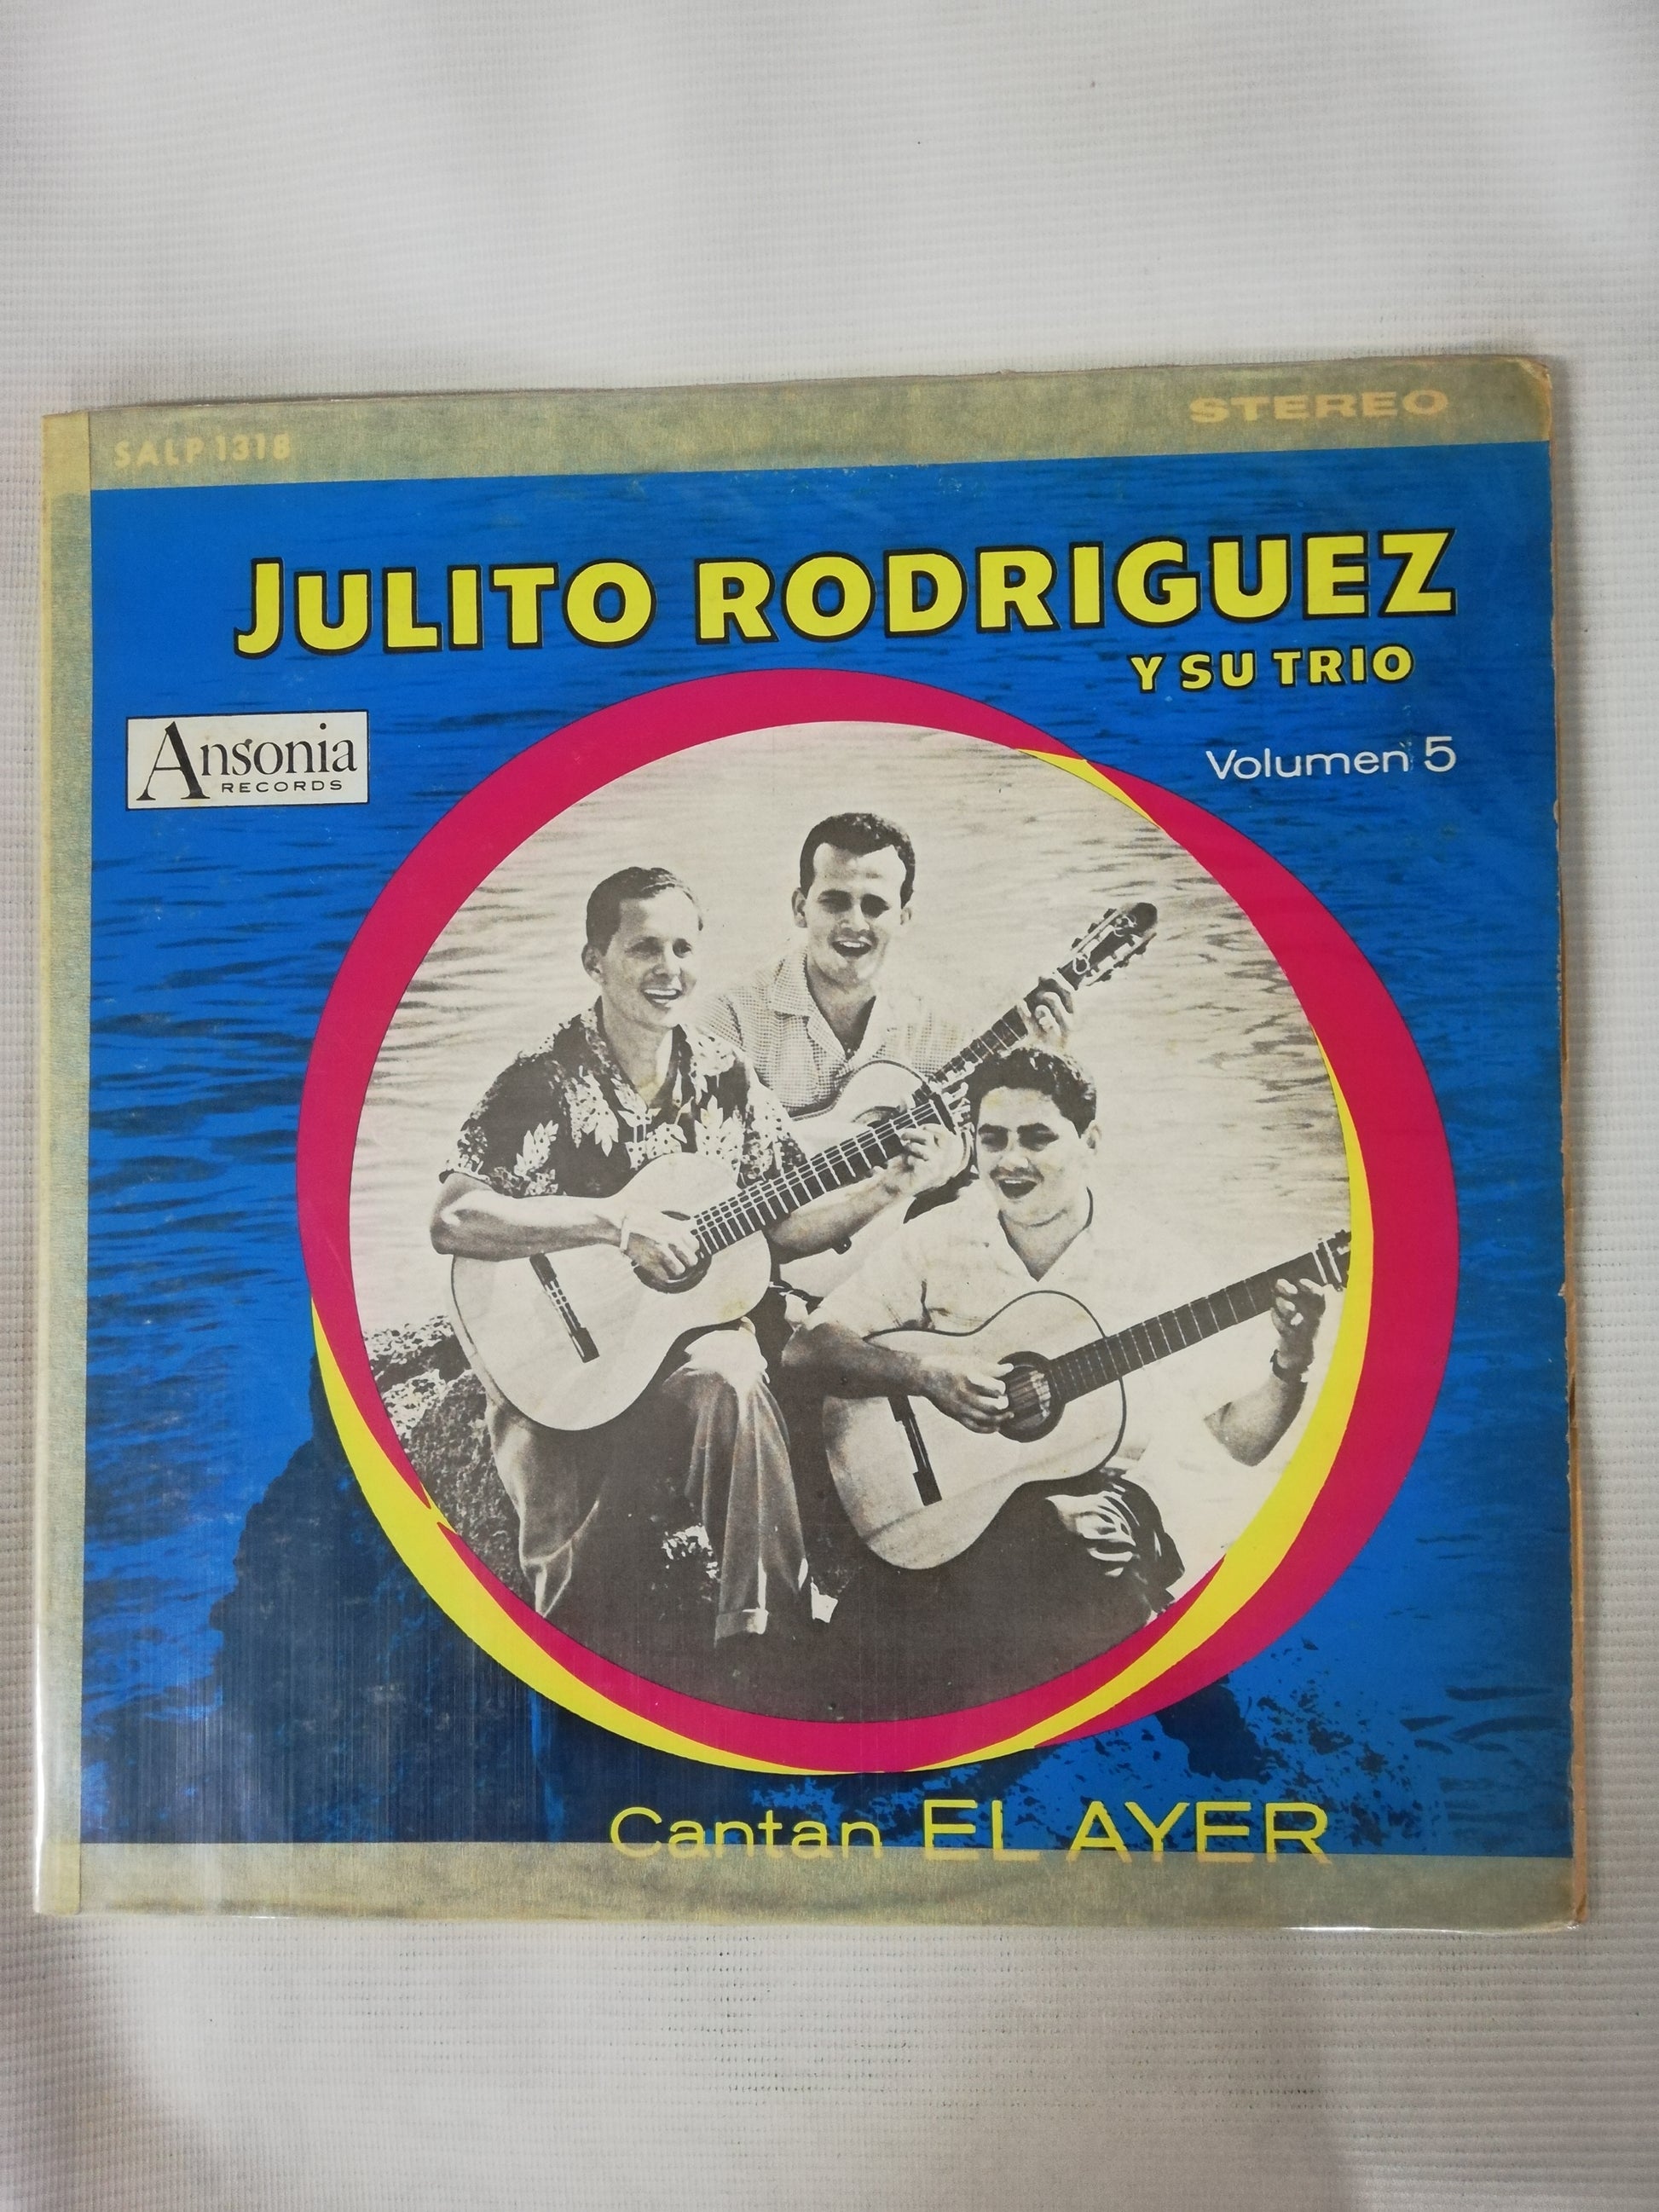 SALP 1318
STEREO
JULITO RODRIGUEZ
Y SU TRIO
Ansonia
RECORDS
Volumen 5
Cantan EL AYER